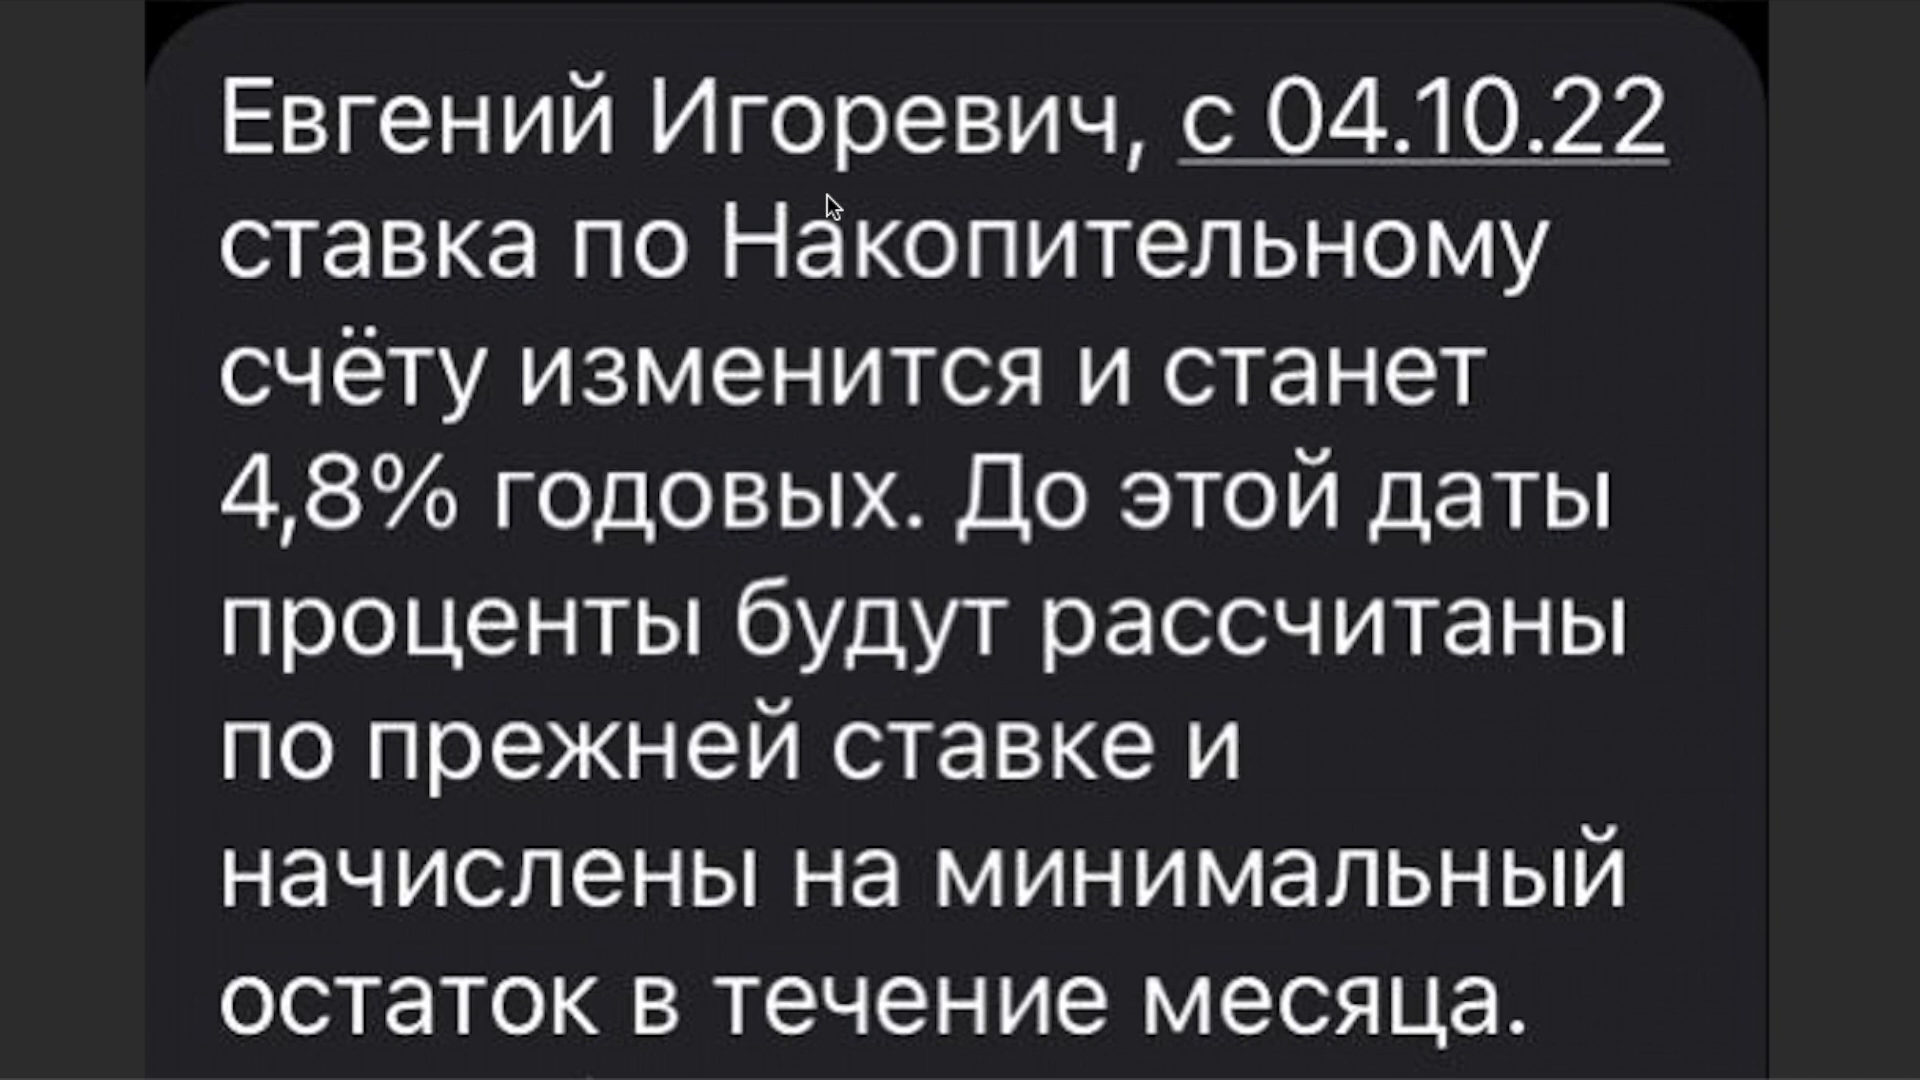 Евгений Игоревич, с 04.10.22
ставка по Накопительному
счёту изменится и станет
4,8% годовых. До этой даты
проценты будут рассчитаны
по прежней ставке и
начислены на минимальный
остаток в течение месяца.